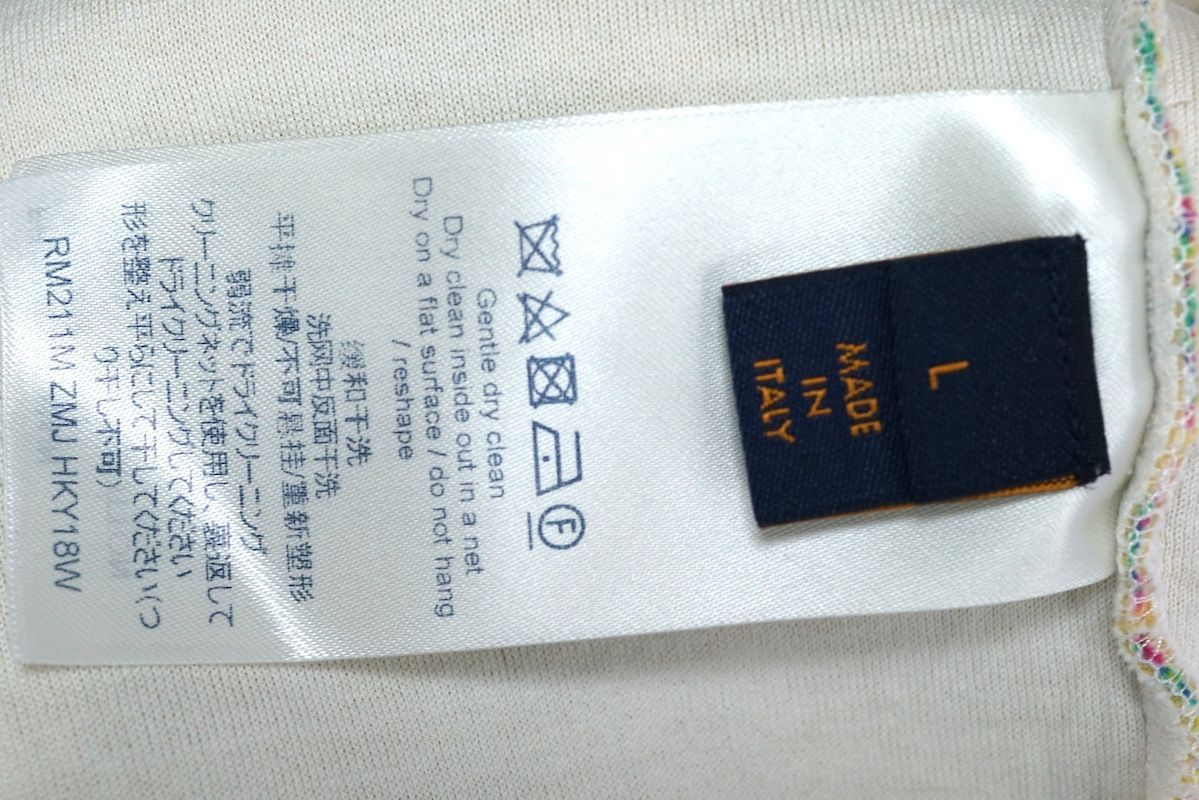 L
MADE
IN
ITALY
F
Gentle dry clean
Dry clean inside out in a net
Dry on a flat surface / do not hang
/ reshape
缓和干洗
洗网中反面干洗
平摊干燥/不可悬挂/重新塑形
弱流でドライクリーニング
クリーニングネットを使用し、裏返して
ドライクリーニングしてください
形を整え平らにして干してください(つ
り干し不可)
RM211M ZMJ HKY18W